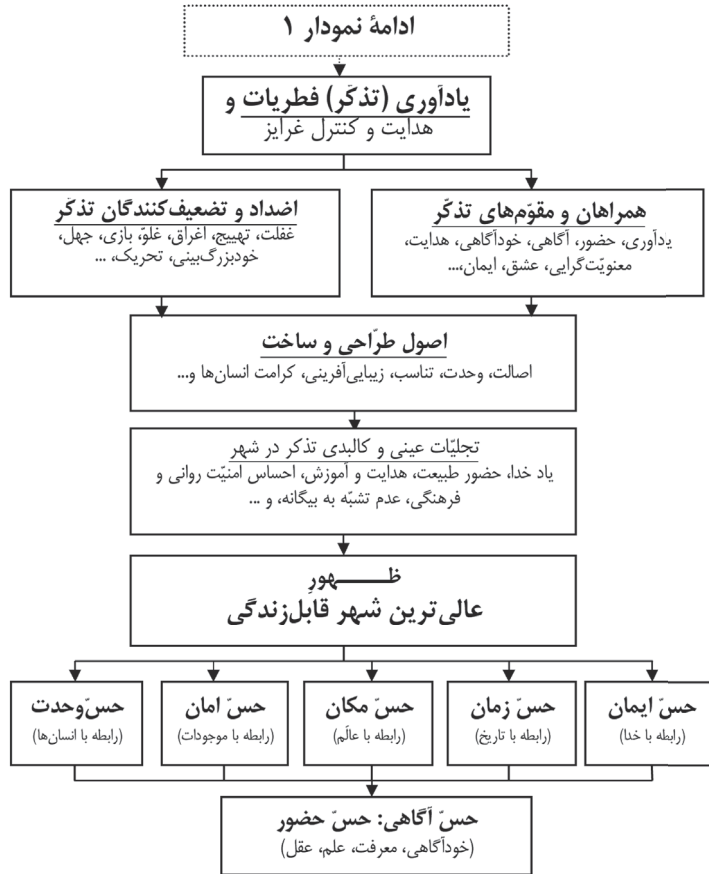 ادامهٔ نمودار ۱
یادآوری (تذکّر) فطریات و
هدایت و کنترل غرایز
همراهان و مقوّم‌های تذکّر
یادآوری، حضور، آگاهی، خودآگاهی، هدایت،
معنویّت‌گرایی، عشق، ایمان،...
اضداد و تضعیف‌کنندگان تذکّر
غفلت، تهییج، اغراق، غلوّ، بازی، جهل،
خودبزرگ‌بینی، تحریک، ...
اصول طرّاحی و ساخت
اصالت، وحدت، تناسب، زیبایی‌آفرینی، کرامت انسان‌ها و...
تجلیّات عینی و کالبدی تذکر در شهر
یاد خدا، حضور طبیعت، هدایت و آموزش، احساس امنیّت روانی و
فرهنگی، عدم تشبّه به بیگانه، و ...
ظـــــهورِ
عالی‌ترین شهر قابل‌زندگی
حسّ ایمان
(رابطه با خدا)
حسّ زمان
(رابطه با تاریخ)
حسّ مکان
(رابطه با عالَم)
حسّ امان
(رابطه با موجودات)
حسّ وحدت
(رابطه با انسان‌ها)
حسّ آگاهی: حسّ حضور
(خودآگاهی، معرفت، علم، عقل)